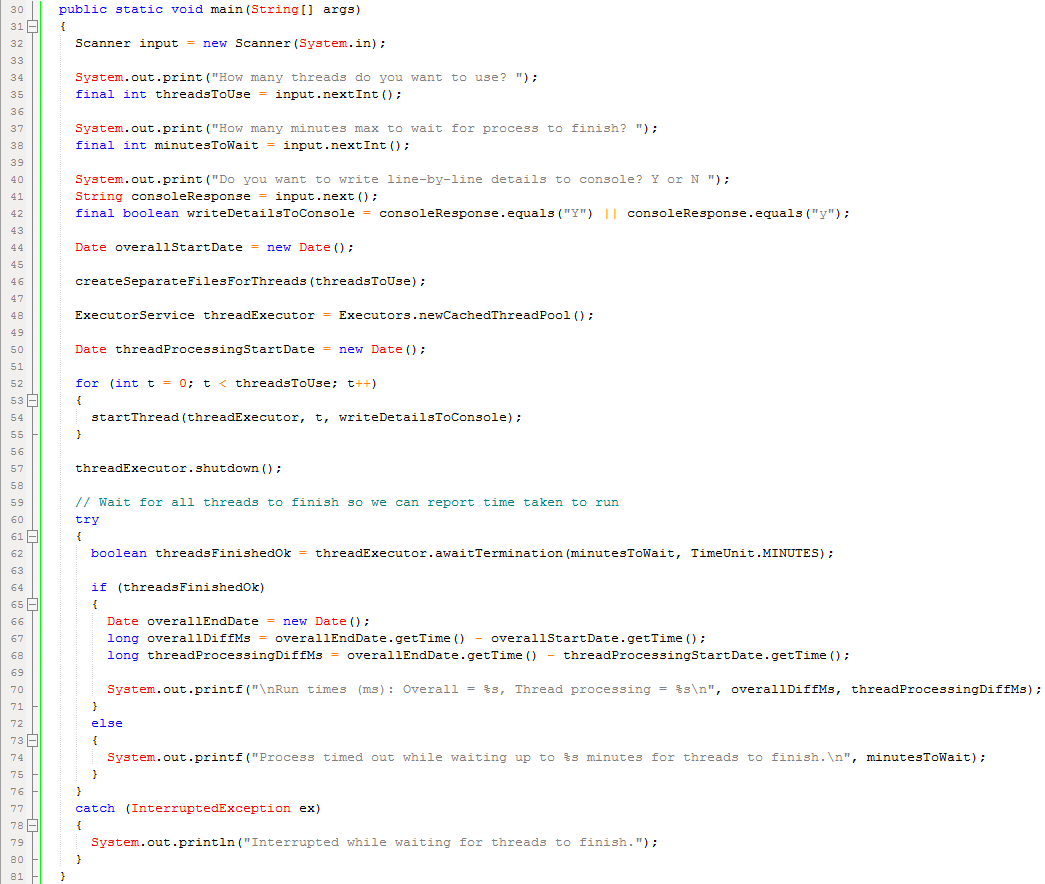 30 public static void main(String[] args)
31 {
32 Scanner input = new Scanner(System.in);
33
34 System.out.print("How many threads do you want to use? ");
35 final int threadsToUse = input.nextInt();
36
37 System.out.print("How many minutes max to wait for process to finish? ");
38 final int minutesToWait = input.nextInt();
39
40 System.out.print("Do you want to write line-by-line details to console? Y or N ");
41 String consoleResponse = input.next();
42 final boolean writeDetailsToConsole = consoleResponse.equals("Y") || consoleResponse.equals("y");
43
44 Date overallStartDate = new Date();
45
46 createSeparateFilesForThreads(threadsToUse);
47
48 ExecutorService threadExecutor = Executors.newCachedThreadPool();
49
50 Date threadProcessingStartDate = new Date();
51
52 for (int t = 0; t < threadsToUse; t++)
53 {
54 startThread(threadExecutor, t, writeDetailsToConsole);
55 }
56
57 threadExecutor.shutdown();
58
59 // Wait for all threads to finish so we can report time taken to run
60 try
61 {
62 boolean threadsFinishedOk = threadExecutor.awaitTermination(minutesToWait, TimeUnit.MINUTES);
63
64 if (threadsFinishedOk)
65 {
66 Date overallEndDate = new Date();
67 long overallDiffMs = overallEndDate.getTime() - overallStartDate.getTime();
68 long threadProcessingDiffMs = overallEndDate.getTime() - threadProcessingStartDate.getTime();
69
70 System.out.printf("\nRun times (ms): Overall = %s, Thread processing = %s\n", overallDiffMs, threadProcessingDiffMs);
71 }
72 else
73 {
74 System.out.printf("Process timed out while waiting up to %s minutes for threads to finish.\n", minutesToWait);
75 }
76 }
77 catch (InterruptedException ex)
78 {
79 System.out.println("Interrupted while waiting for threads to finish.");
80 }
81 }